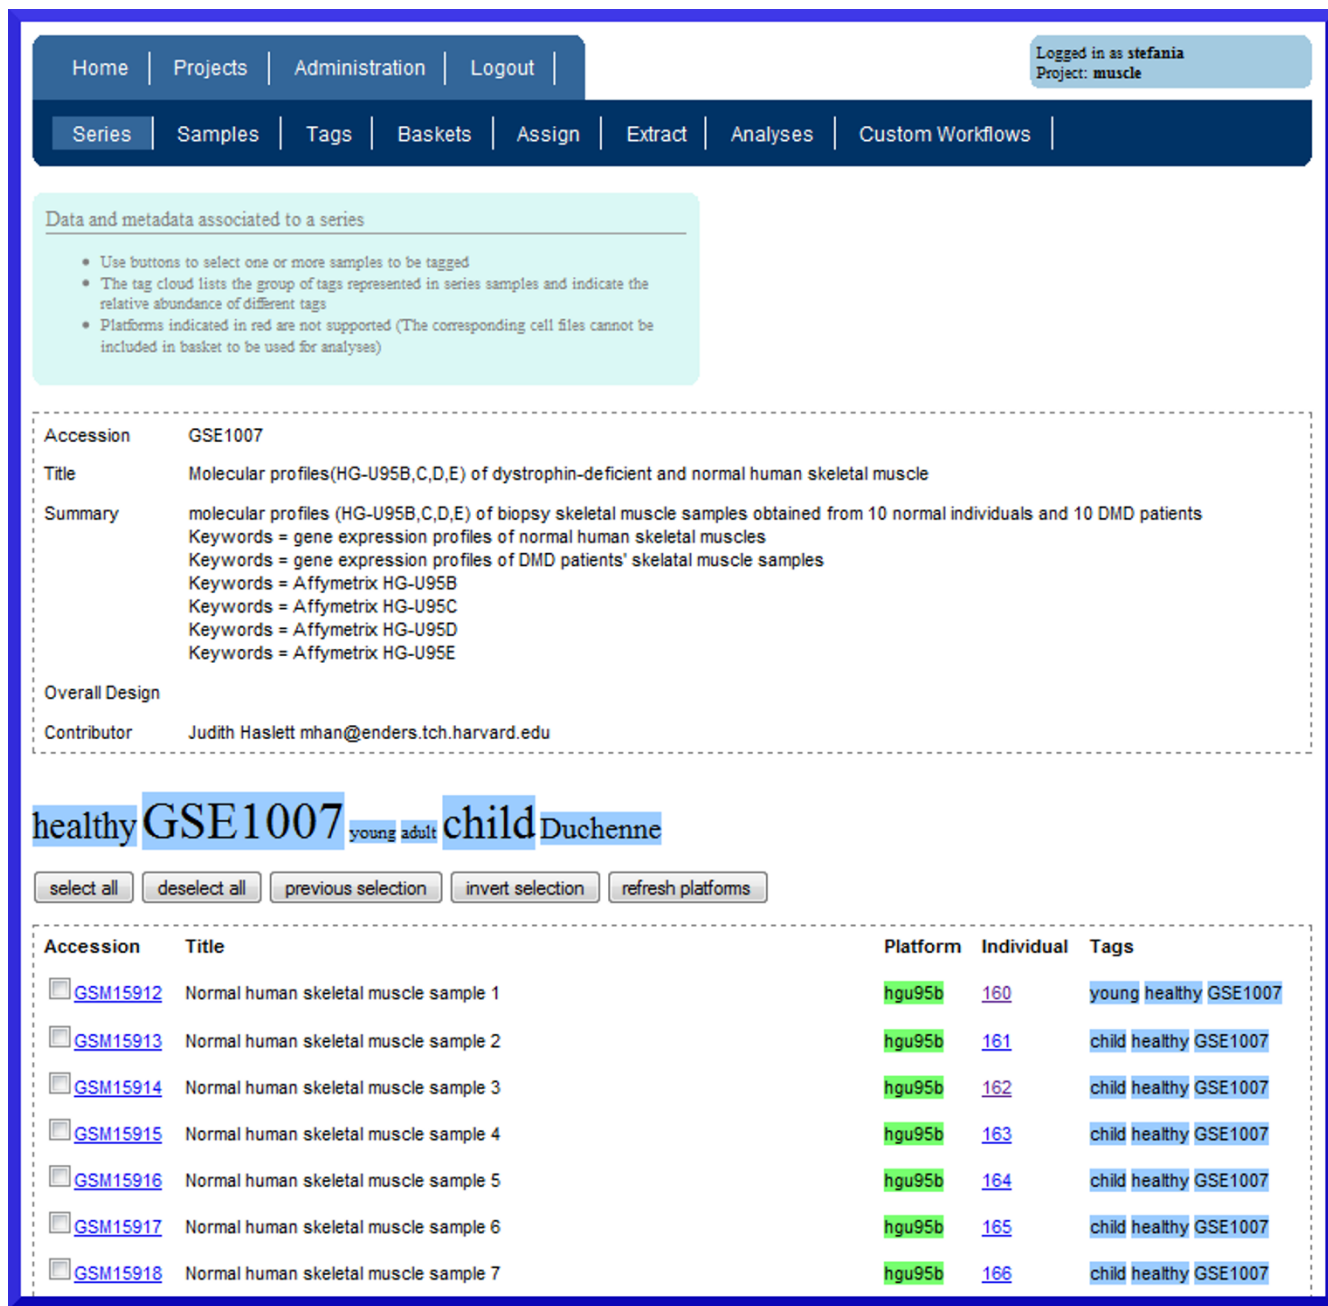 Home Projects Administration Logout
Logged in as stefania
Project: muscle
Series Samples Tags Baskets Assign Extract Analyses Custom Workflows
Data and metadata associated to a series
Use buttons to select one or more samples to be tagged
The tag cloud lists the group of tags represented in series samples and indicate the
relative abundance of different tags
Platforms indicated in red are not supported (The corresponding cell files cannot be
included in basket to be used for analyses)
Accession GSE1007
Title Molecular profiles(HG-U95B,C,D,E) of dystrophin-deficient and normal human skeletal muscle
Summary molecular profiles (HG-U95B,C,D,E) of biopsy skeletal muscle samples obtained from 10 normal individuals and 10 DMD patients
Keywords = gene expression profiles of normal human skeletal muscles
Keywords = gene expression profiles of DMD patients' skelatal muscle samples
Keywords = Affymetrix HG-U95B
Keywords = Affymetrix HG-U95C
Keywords = Affymetrix HG-U95D
Keywords = Affymetrix HG-U95E
Overall Design
Contributor Judith Haslett mhan@enders.tch.harvard.edu
healthy GSE1007 young adult child Duchenne
select all deselect all previous selection invert selection refresh platforms
Accession Title Platform Individual Tags
GSM15912 Normal human skeletal muscle sample 1 hgu95b 160 young healthy GSE1007
GSM15913 Normal human skeletal muscle sample 2 hgu95b 161 child healthy GSE1007
GSM15914 Normal human skeletal muscle sample 3 hgu95b 162 child healthy GSE1007
GSM15915 Normal human skeletal muscle sample 4 hgu95b 163 child healthy GSE1007
GSM15916 Normal human skeletal muscle sample 5 hgu95b 164 child healthy GSE1007
GSM15917 Normal human skeletal muscle sample 6 hgu95b 165 child healthy GSE1007
GSM15918 Normal human skeletal muscle sample 7 hgu95b 166 child healthy GSE1007